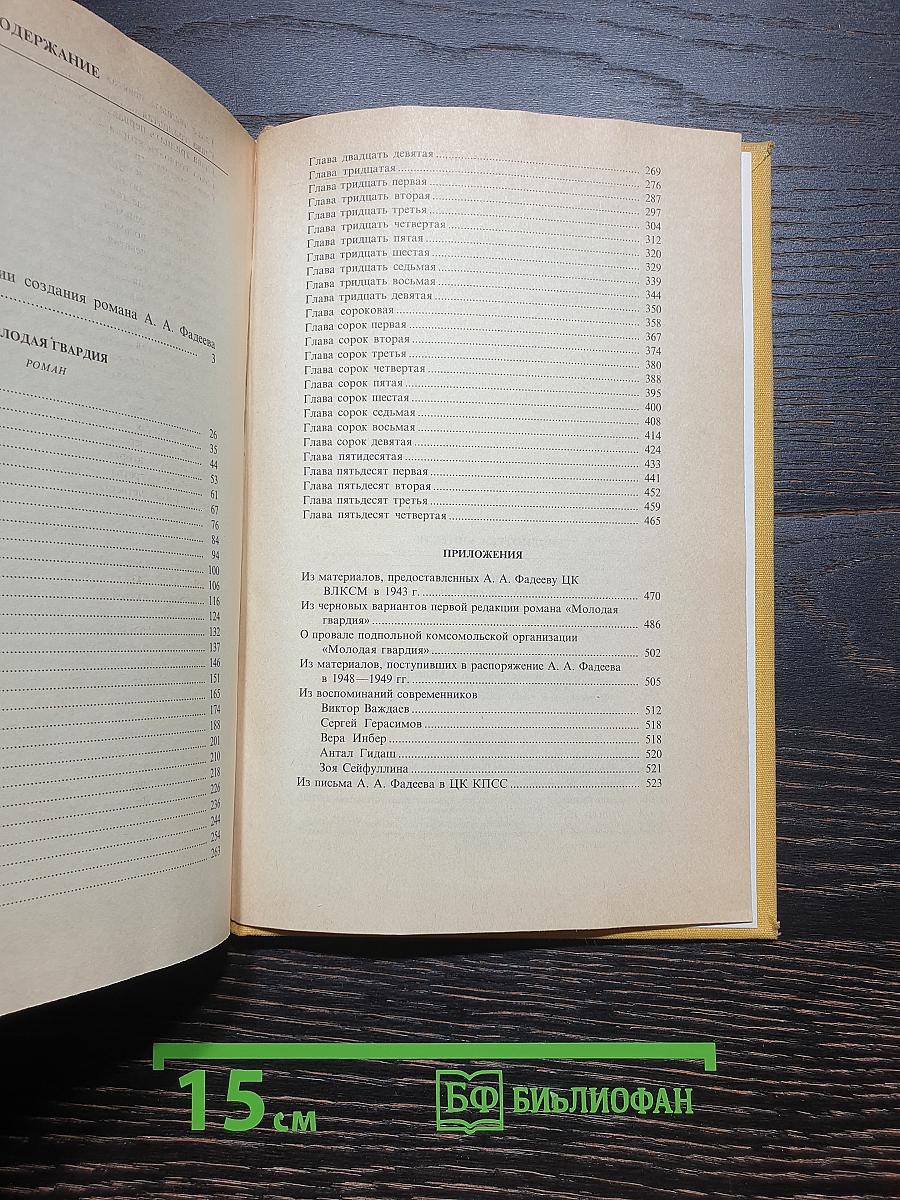 ОДЕРЖАНИЕ
ии создания романа А. А. Фадеева
3
ЛОДАЯ ГВАРДИЯ
РОМАН
26
35
44
53
61
67
76
84
94
100
106
116
124
132
137
146
151
165
174
188
201
210
218
226
236
244
254
263
Глава двадцать девятая 269
Глава тридцатая 276
Глава тридцать первая 287
Глава тридцать вторая 297
Глава тридцать третья 304
Глава тридцать четвертая 312
Глава тридцать пятая 320
Глава тридцать шестая 329
Глава тридцать седьмая 339
Глава тридцать восьмая 344
Глава тридцать девятая 350
Глава сороковая 358
Глава сорок первая 367
Глава сорок вторая 374
Глава сорок третья 380
Глава сорок четвертая 388
Глава сорок пятая 395
Глава сорок шестая 400
Глава сорок седьмая 408
Глава сорок восьмая 414
Глава сорок девятая 424
Глава пятидесятая 433
Глава пятьдесят первая 441
Глава пятьдесят вторая 452
Глава пятьдесят третья 459
Глава пятьдесят четвертая 465
ПРИЛОЖЕНИЯ
Из материалов, предоставленных А. А. Фадееву ЦК
ВЛКСМ в 1943 г. 470
Из черновых вариантов первой редакции романа «Молодая
гвардия» 486
О провале подпольной комсомольской организации
«Молодая гвардия» 502
Из материалов, поступивших в распоряжение А. А. Фадеева
в 1948—1949 гг. 505
Из воспоминаний современников
Виктор Важдаев 512
Сергей Герасимов 518
Вера Инбер 518
Антал Гидаш 520
Зоя Сейфуллина 521
Из письма А. А. Фадеева в ЦК КПСС 523
15 см
БФ БИБЛИОФАН